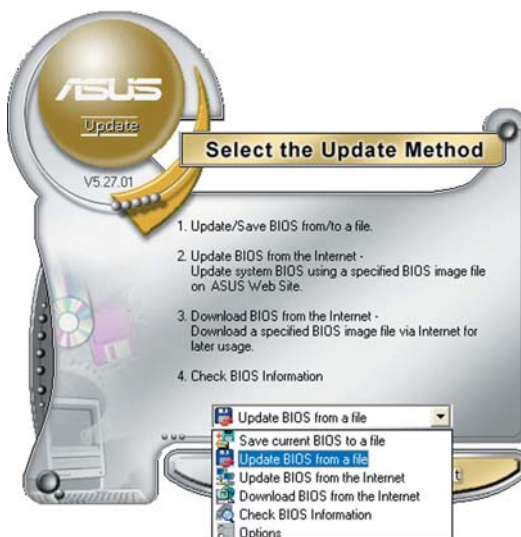 ASUS
Update
V5.27.01
Select the Update Method
1. Update/Save BIOS from/to a file.
2. Update BIOS from the Internet -
Update system BIOS using a specified BIOS image file
on ASUS Web Site.
3. Download BIOS from the Internet -
Download a specified BIOS image file via Internet for
later usage.
4. Check BIOS Information
Update BIOS from a file
Save current BIOS to a file
Update BIOS from a file
Update BIOS from the Internet
Download BIOS from the Internet
Check BIOS Information
Options